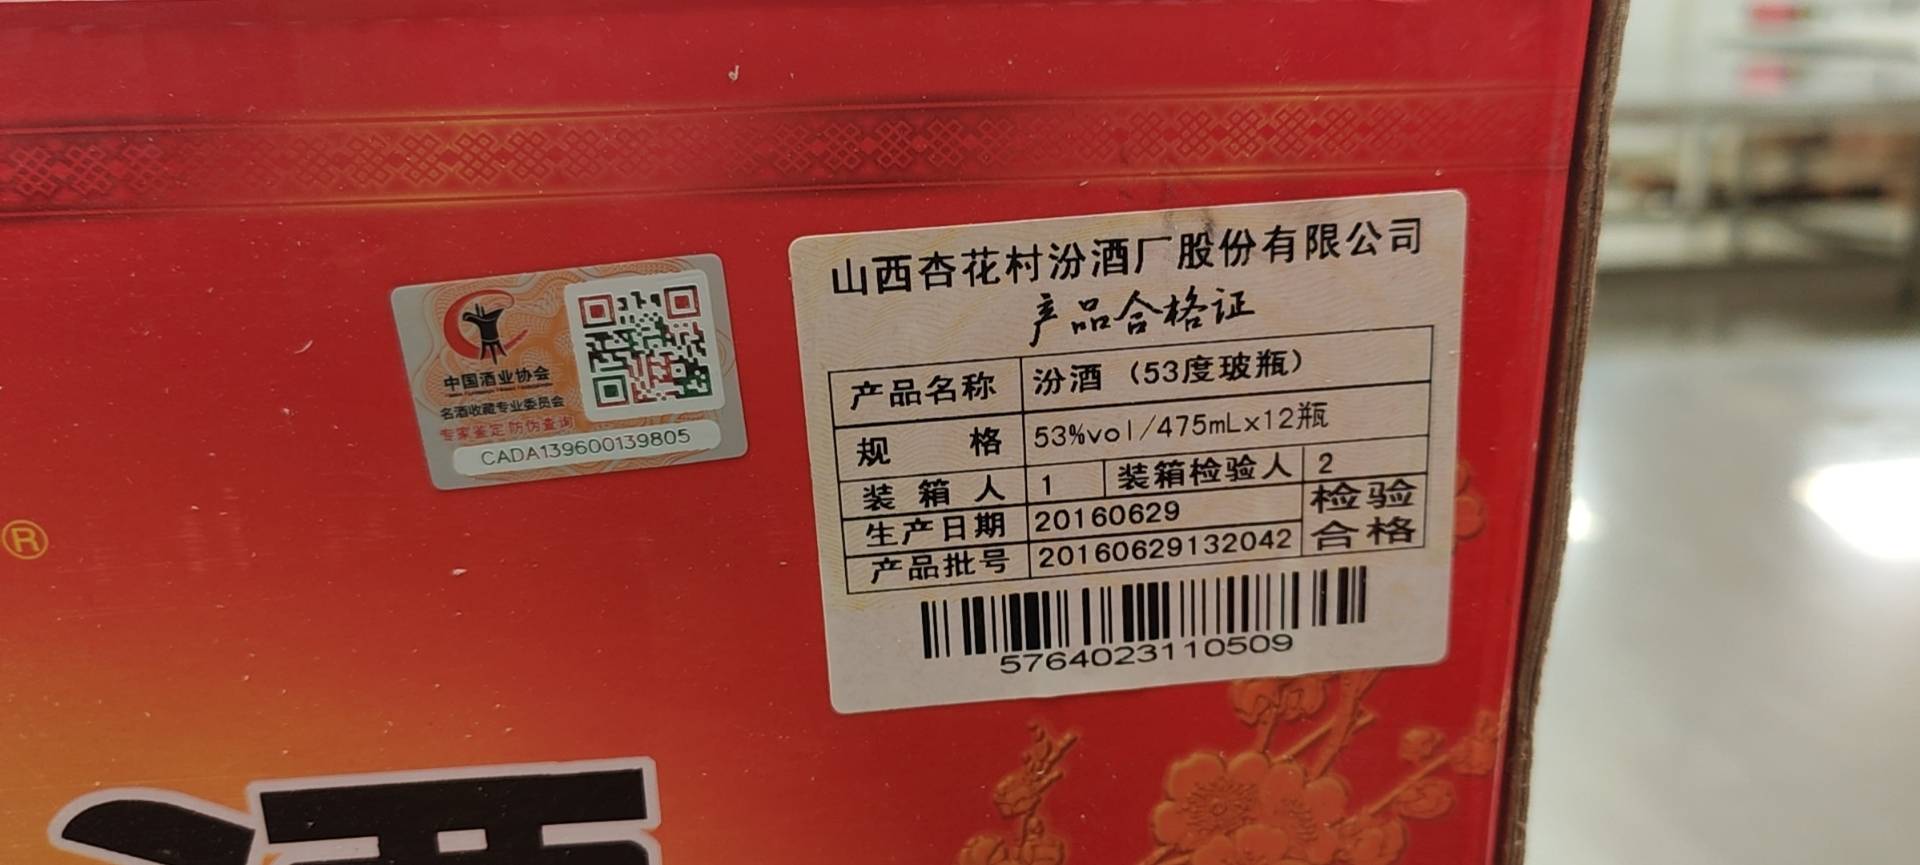 山西杏花村汾酒厂股份有限公司
产品合格证
产品名称 汾酒（53度玻瓶）
规 格 53%vol/475mLx12瓶
装 箱 人 1 装箱检验人 2
生产日期 20160629
产品批号 20160629132042
检验
合格
5764023110509
中国酒业协会
名酒收藏专业委员会
专家鉴定防伪查询
CADA139600139805
®
酒